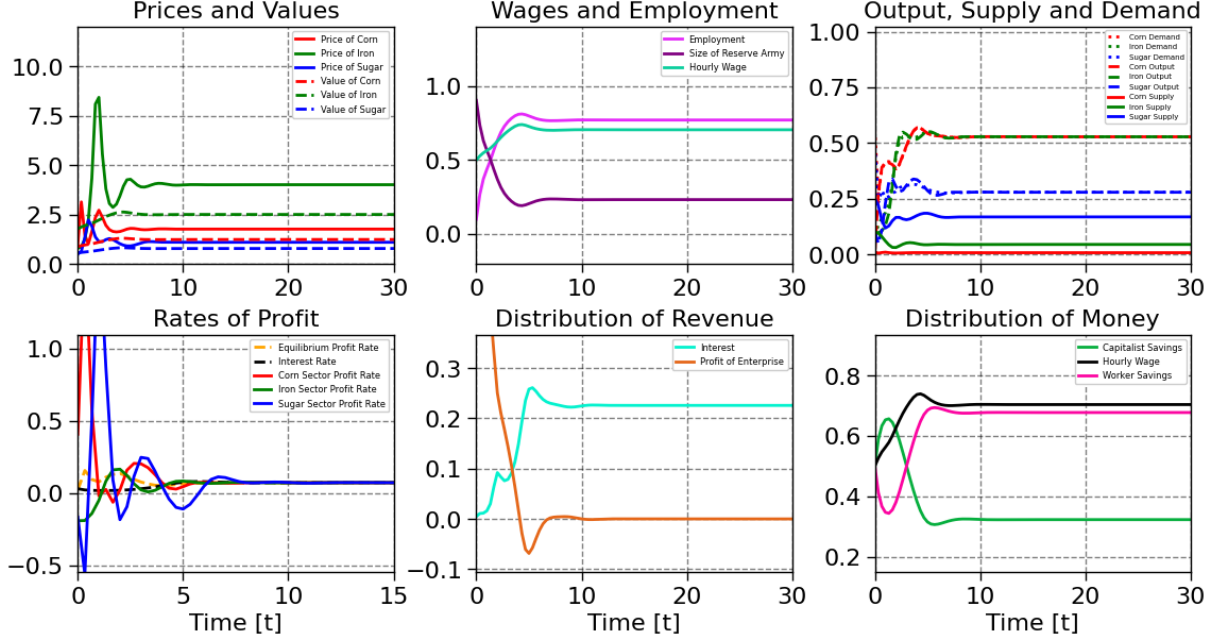 Prices and Values
10.0
7.5
5.0
2.5
0.0
0
10
20
30
Price of Corn
Price of Iron
Price of Sugar
Value of Corn
Value of Iron
Value of Sugar
Wages and Employment
1.0
0.5
0.0
0
10
20
30
Employment
Size of Reserve Army
Hourly Wage
Output, Supply and Demand
1.00
0.75
0.50
0.25
0.00
0
10
20
30
Corn Demand
Iron Demand
Sugar Demand
Corn Output
Iron Output
Sugar Output
Corn Supply
Iron Supply
Sugar Supply
Rates of Profit
1.0
0.5
0.0
−0.5
0
5
10
15
Time [t]
Equilibrium Profit Rate
Interest Rate
Corn Sector Profit Rate
Iron Sector Profit Rate
Sugar Sector Profit Rate
Distribution of Revenue
0.3
0.2
0.1
0.0
−0.1
0
10
20
30
Time [t]
Interest
Profit of Enterprise
Distribution of Money
0.8
0.6
0.4
0.2
0
10
20
30
Time [t]
Capitalist Savings
Hourly Wage
Worker Savings